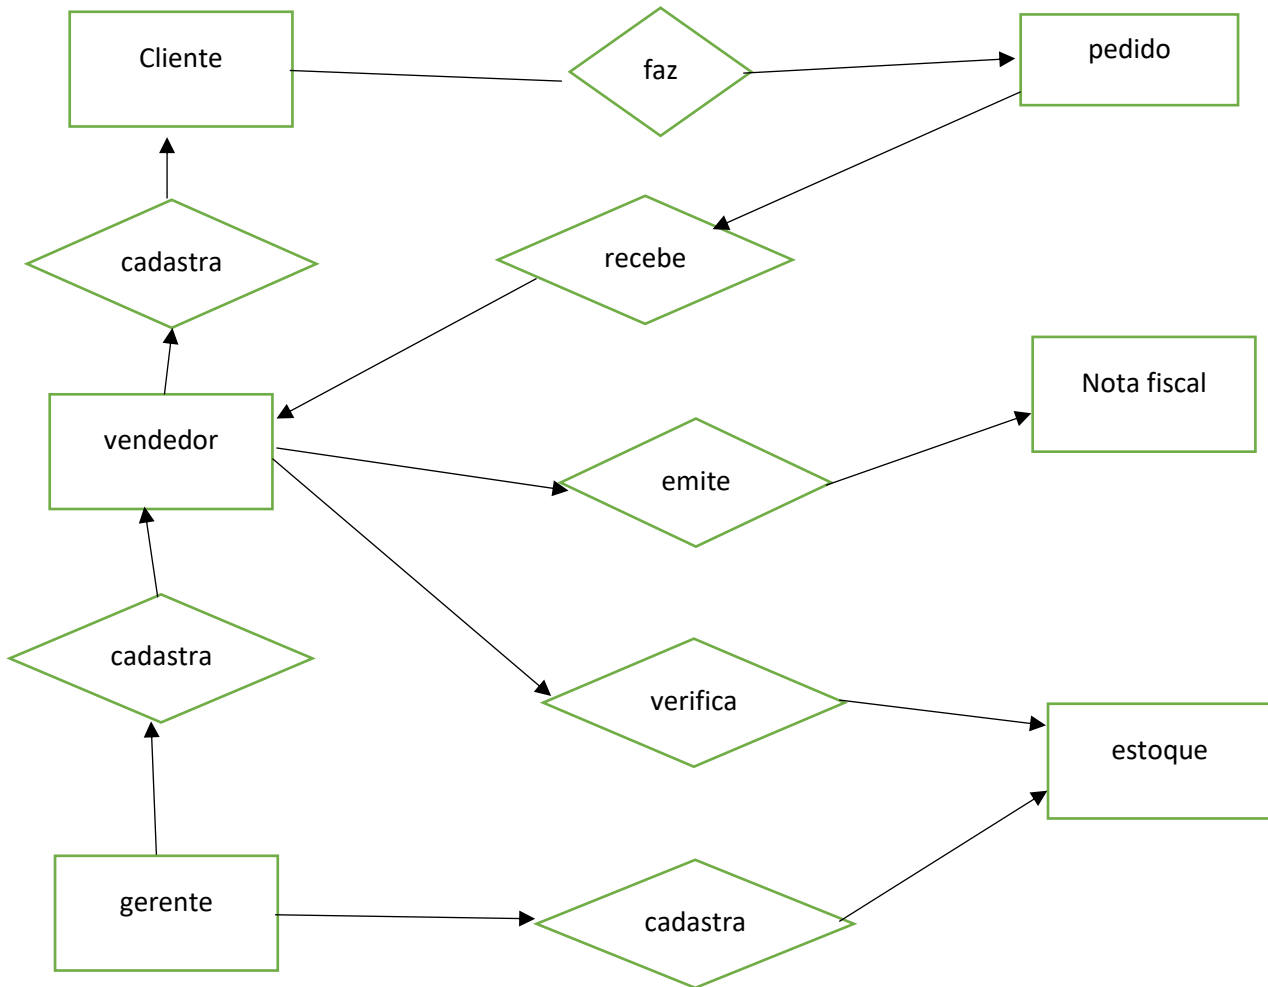 Cliente
faz
pedido
cadastra
recebe
Nota fiscal
vendedor
emite
cadastra
verifica
estoque
gerente
cadastra